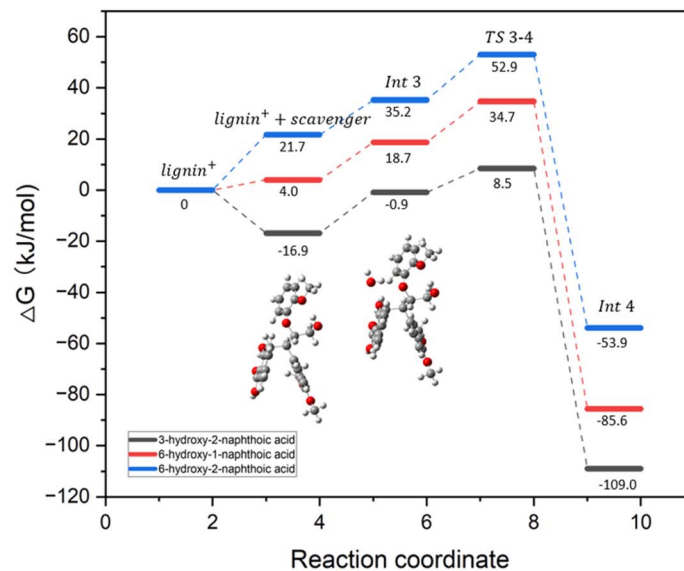 60
40
20
0
−20
−40
−60
−80
−100
−120
ΔG (kJ/mol)
TS 3-4
52.9
Int 3
35.2
34.7
lignin⁺ + scavenger
21.7
18.7
lignin⁺
0
4.0
-0.9
8.5
-16.9
Int 4
-53.9
-85.6
-109.0
3-hydroxy-2-naphthoic acid
6-hydroxy-1-naphthoic acid
6-hydroxy-2-naphthoic acid
0 2 4 6 8 10
Reaction coordinate